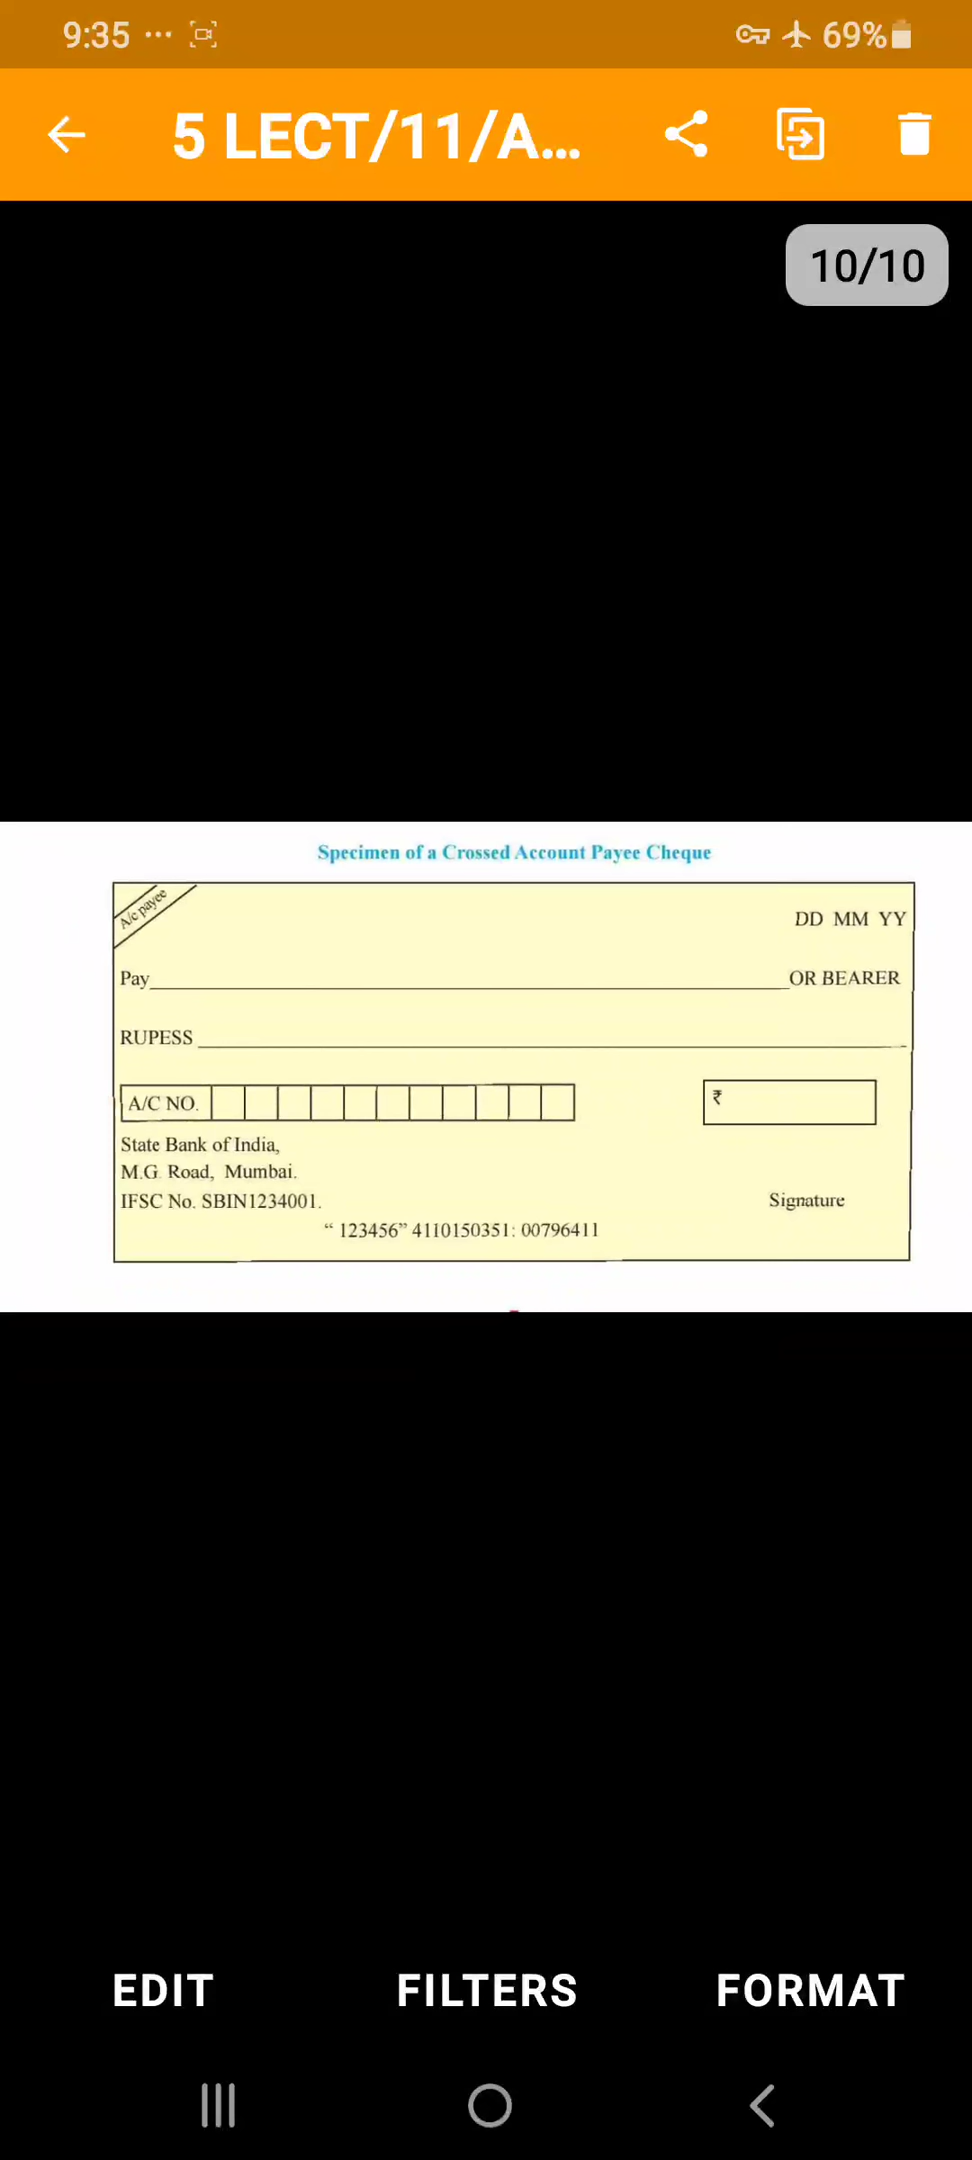 9:35 ... 69%
5 LECT/11/A...
10/10
Specimen of a Crossed Account Payee Cheque
A/c payee
DD MM YY
Pay OR BEARER
RUPESS
A/C NO. ₹
State Bank of India,
M.G. Road, Mumbai.
IFSC No. SBIN1234001.
Signature
“ 123456” 4110150351: 00796411
EDIT FILTERS FORMAT